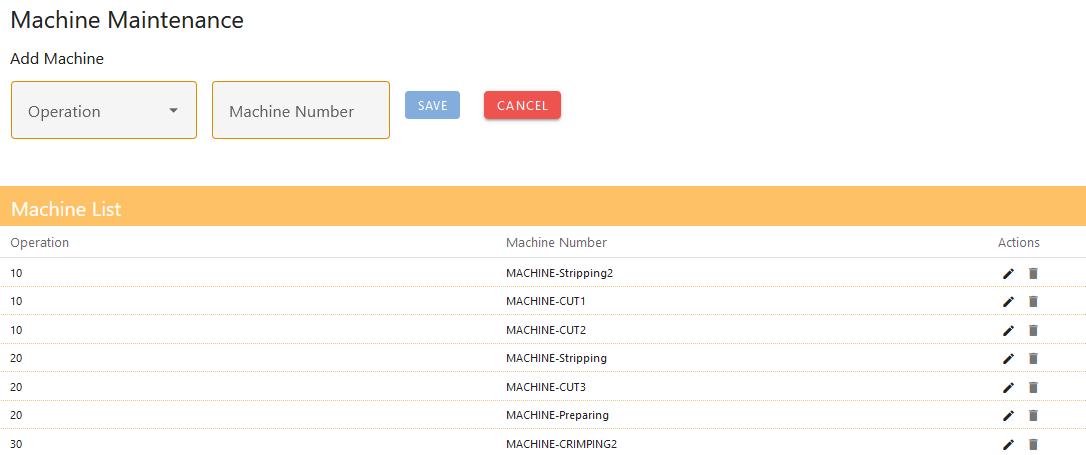 Machine Maintenance
Add Machine
Operation Machine Number SAVE CANCEL
Machine List
Operation Machine Number Actions
10 MACHINE-Stripping2
10 MACHINE-CUT1
10 MACHINE-CUT2
20 MACHINE-Stripping
20 MACHINE-CUT3
20 MACHINE-Preparing
30 MACHINE-CRIMPING2